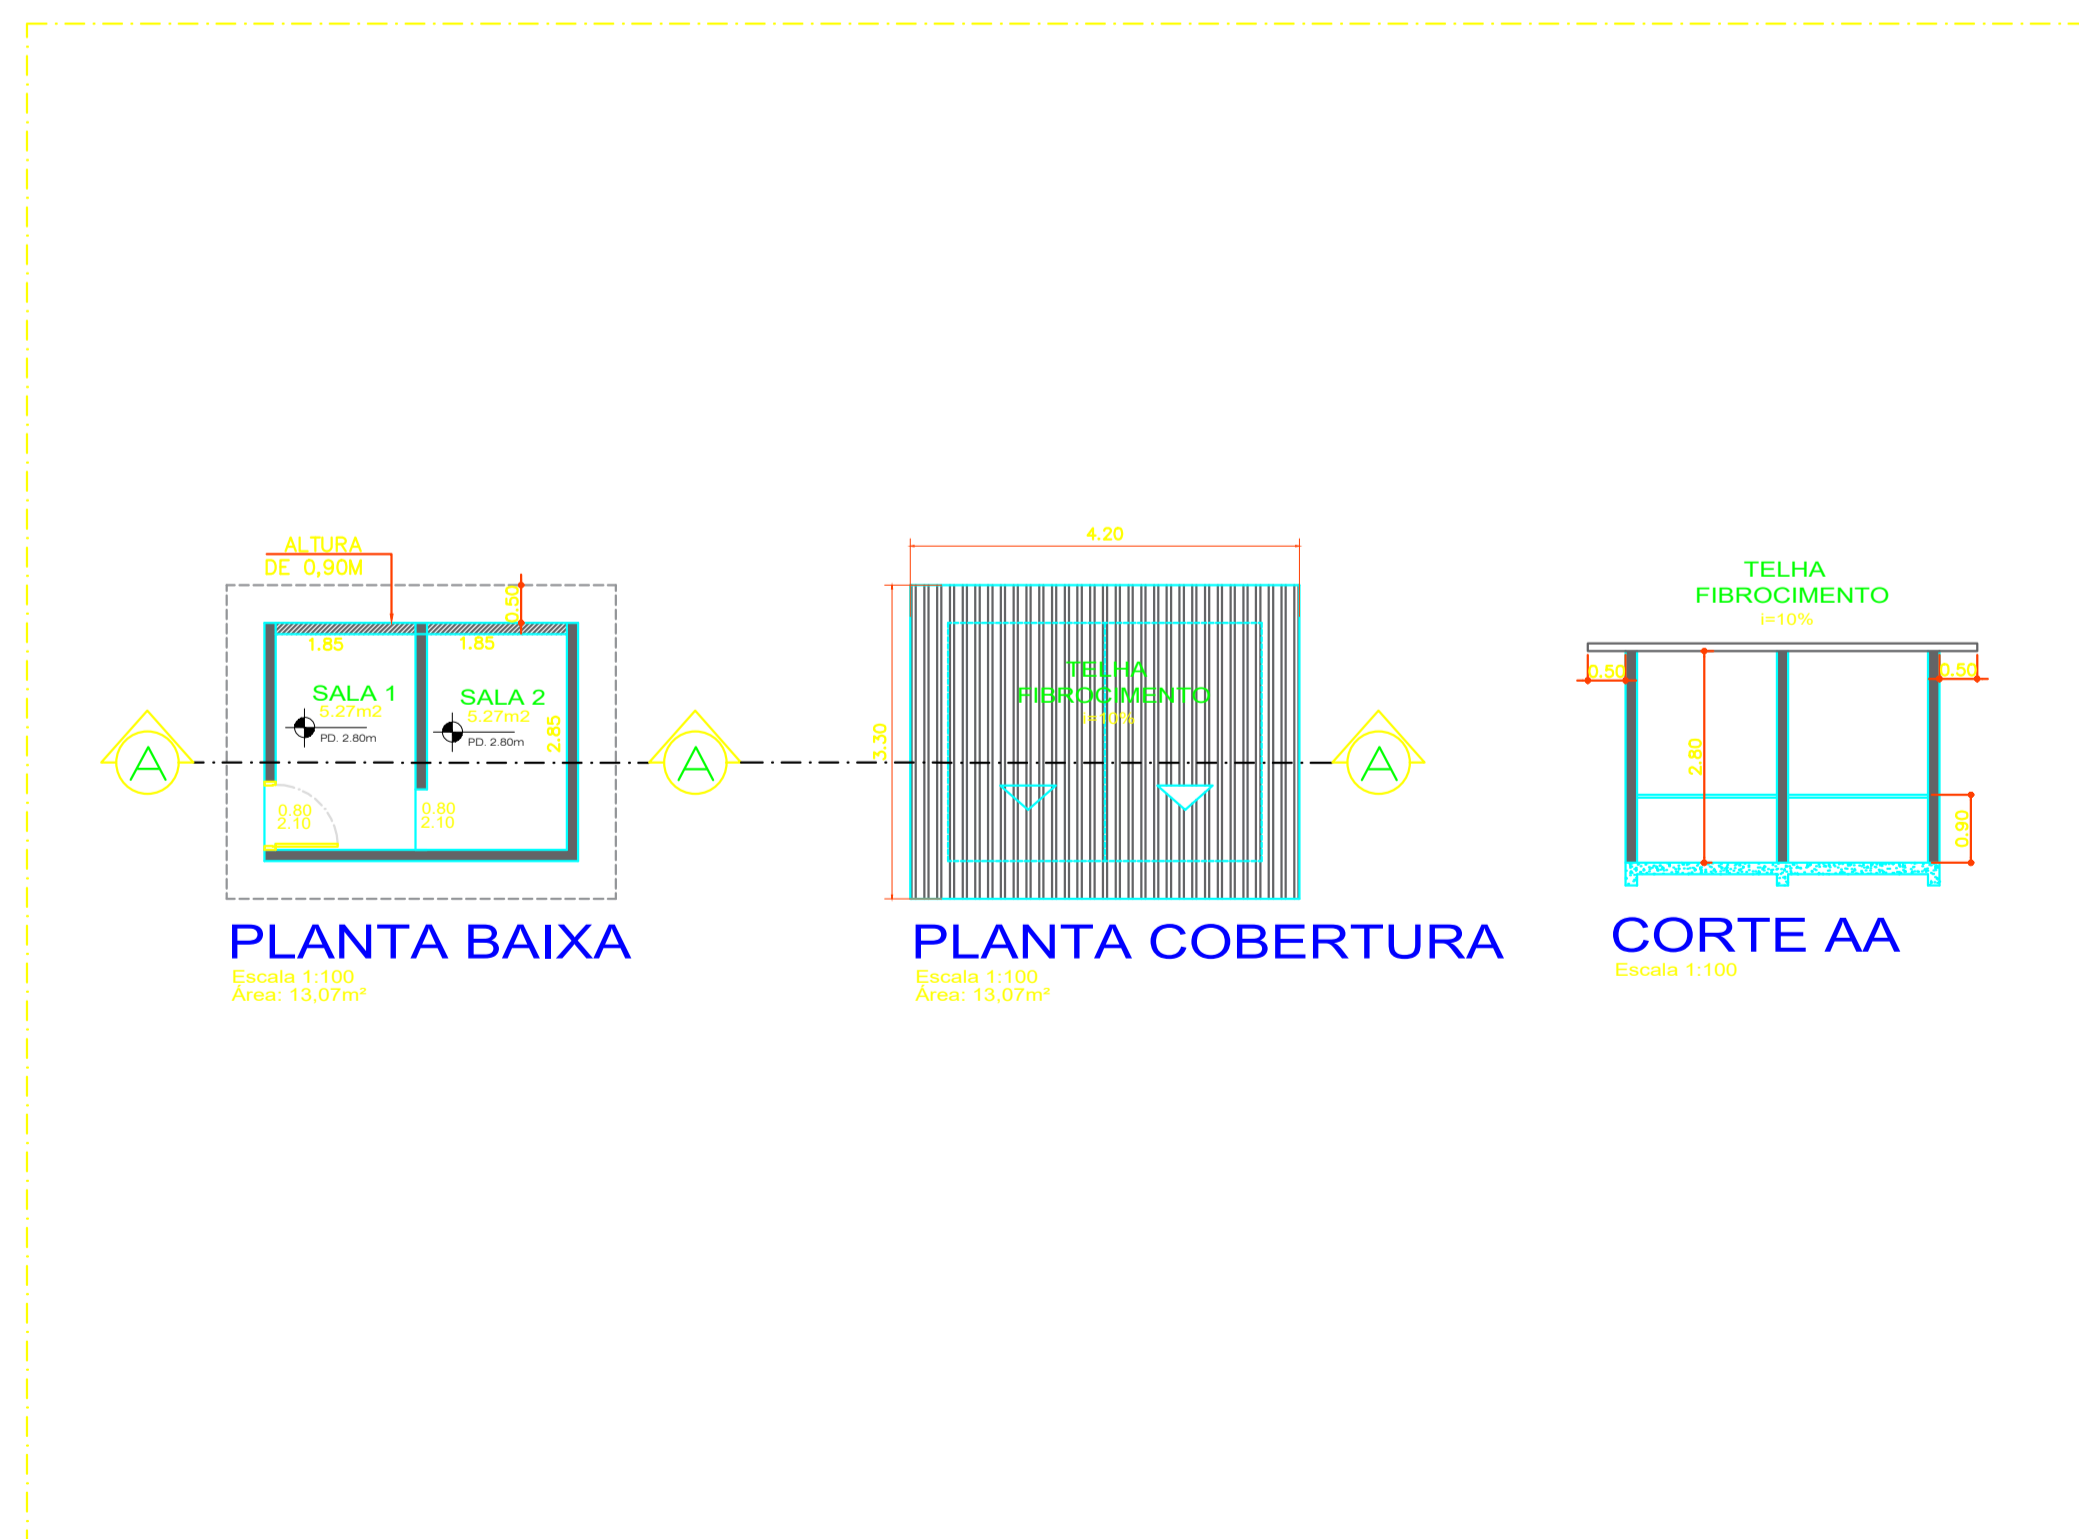 ALTURA
DE 0,90M
0.50
1.85
1.85
SALA 1
5.27m2
PD. 2.80m
SALA 2
5.27m2
PD. 2.80m
2.85
A
A
0.80
2.10
0.80
2.10
PLANTA BAIXA
Escala 1:100
Área: 13,07m²
4.20
3.30
TELHA
FIBROCIMENTO
i=10%
A
PLANTA COBERTURA
Escala 1:100
Área: 13,07m²
TELHA
FIBROCIMENTO
i=10%
0.50
0.50
2.80
0.90
CORTE AA
Escala 1:100